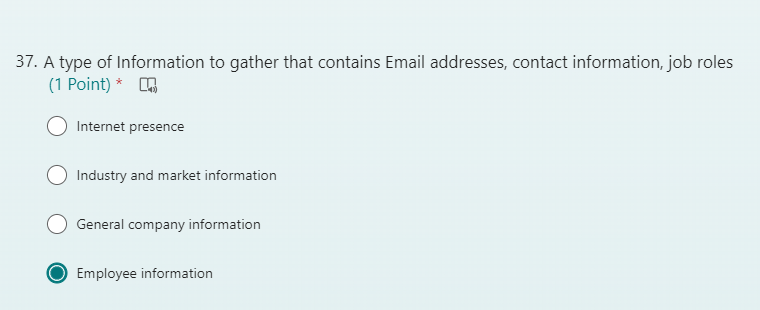 37. A type of Information to gather that contains Email addresses, contact information, job roles
(1 Point) *
Internet presence
Industry and market information
General company information
Employee information